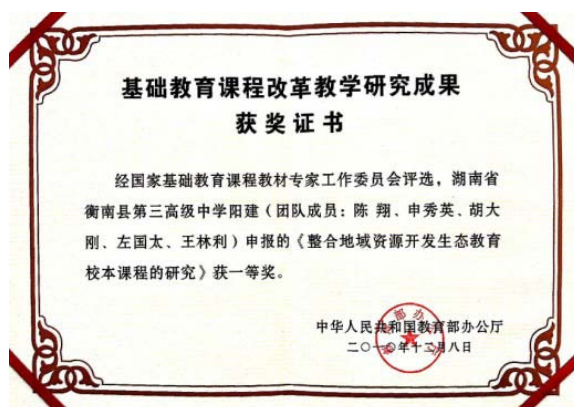 基础教育课程改革教学研究成果
获奖证书
经国家基础教育课程教材专家工作委员会评选，湖南省
衡南县第三高级中学阳建（团队成员：陈 翔、申秀英、胡大
刚、左国太、王林利）申报的《整合地域资源开发生态教育
校本课程的研究》获一等奖。
中华人民共和国教育部办公厅
二〇一〇年十二月八日